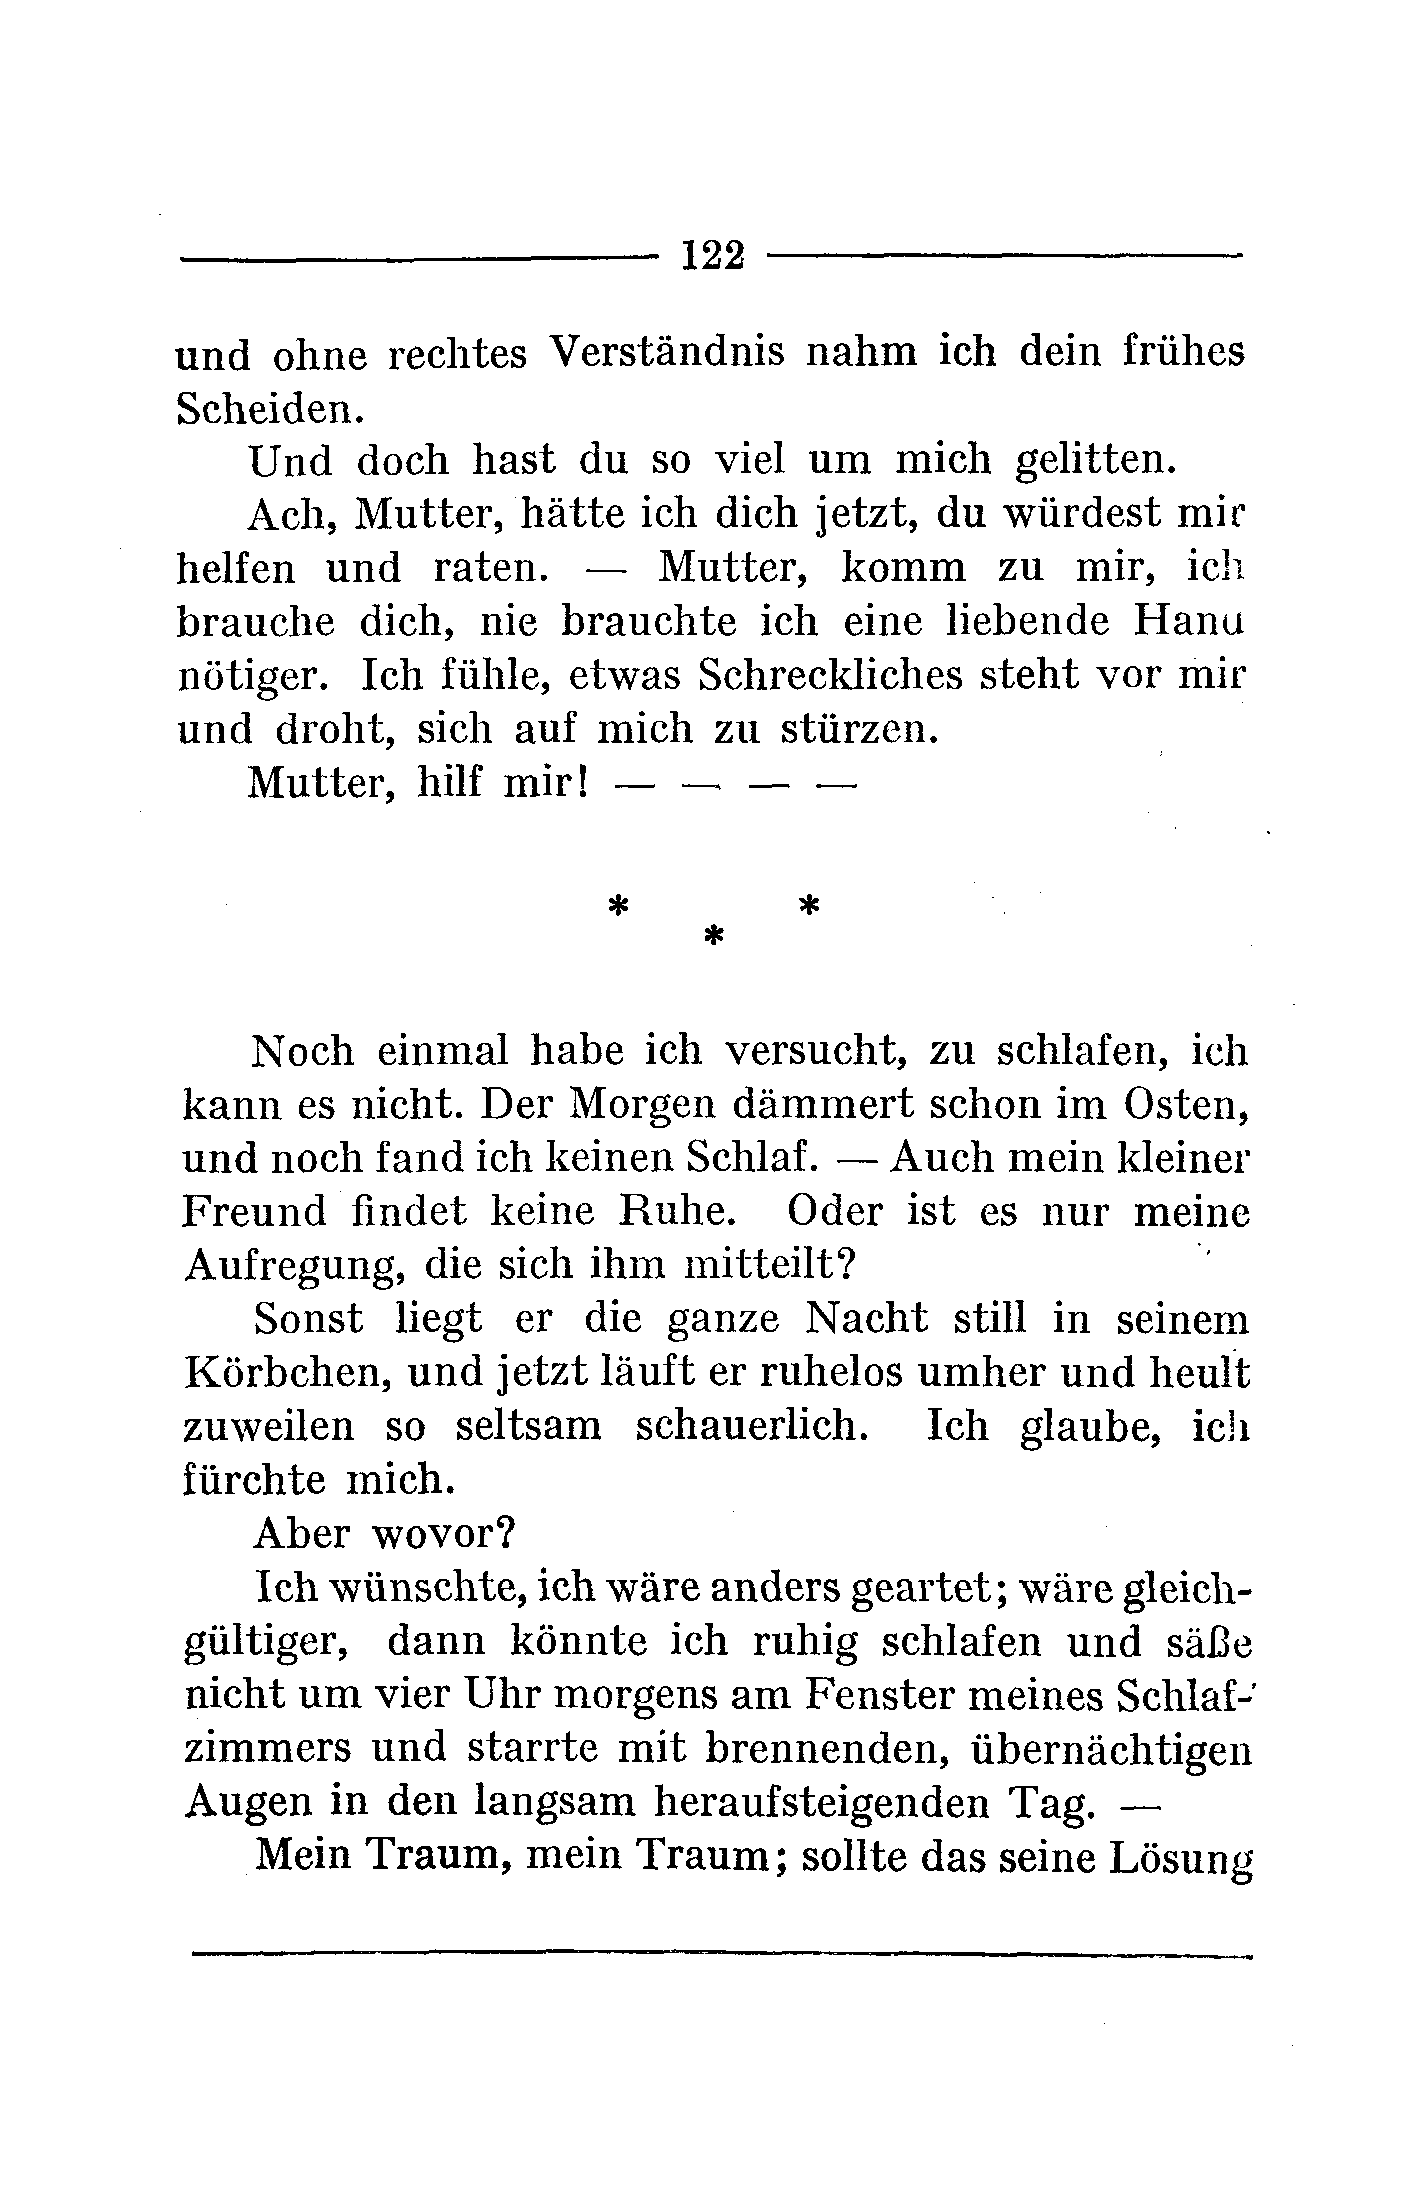 122
und ohne rechtes Verständnis nahm ich dein frühes
Scheiden.
Und doch hast du so viel um mich gelitten.
Ach, Mutter, hätte ich dich jetzt, du würdest mir
helfen und raten. — Mutter, komm zu mir, ich
brauche dich, nie brauchte ich eine liebende Hand
nötiger. Ich fühle, etwas Schreckliches steht vor mir
und droht, sich auf mich zu stürzen.
Mutter, hilf mir! — — — —
* *
*
Noch einmal habe ich versucht, zu schlafen, ich
kann es nicht. Der Morgen dämmert schon im Osten,
und noch fand ich keinen Schlaf. — Auch mein kleiner
Freund findet keine Ruhe. Oder ist es nur meine
Aufregung, die sich ihm mitteilt?
Sonst liegt er die ganze Nacht still in seinem
Körbchen, und jetzt läuft er ruhelos umher und heult
zuweilen so seltsam schauerlich. Ich glaube, ich
fürchte mich.
Aber wovor?
Ich wünschte, ich wäre anders geartet; wäre gleich-
gültiger, dann könnte ich ruhig schlafen und säße
nicht um vier Uhr morgens am Fenster meines Schlaf-
zimmers und starrte mit brennenden, übernächtigen
Augen in den langsam heraufsteigenden Tag. —
Mein Traum, mein Traum; sollte das seine Lösung